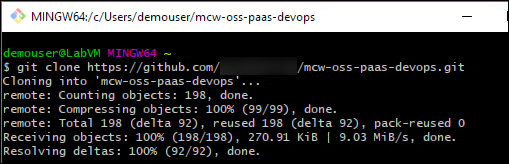 MINGW64:/c/Users/demouser/mcw-oss-paas-devops
demouser@LabVM MINGW64 ~
$ git clone https://github.com/ /mcw-oss-paas-devops.git
Cloning into 'mcw-oss-paas-devops'...
remote: Counting objects: 198, done.
remote: Compressing objects: 100% (99/99), done.
remote: Total 198 (delta 92), reused 198 (delta 92), pack-reused 0
Receiving objects: 100% (198/198), 270.91 KiB | 9.03 MiB/s, done.
Resolving deltas: 100% (92/92), done.